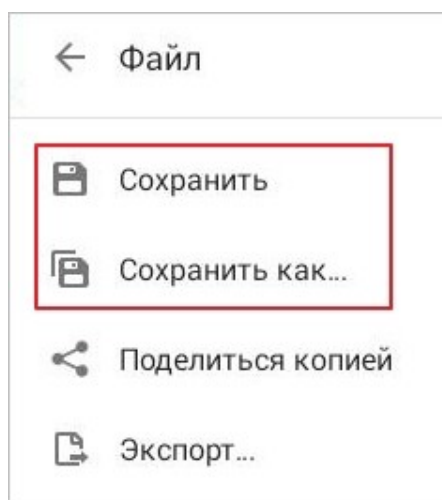 Файл
Сохранить
Сохранить как...
Поделиться копией
Экспорт...